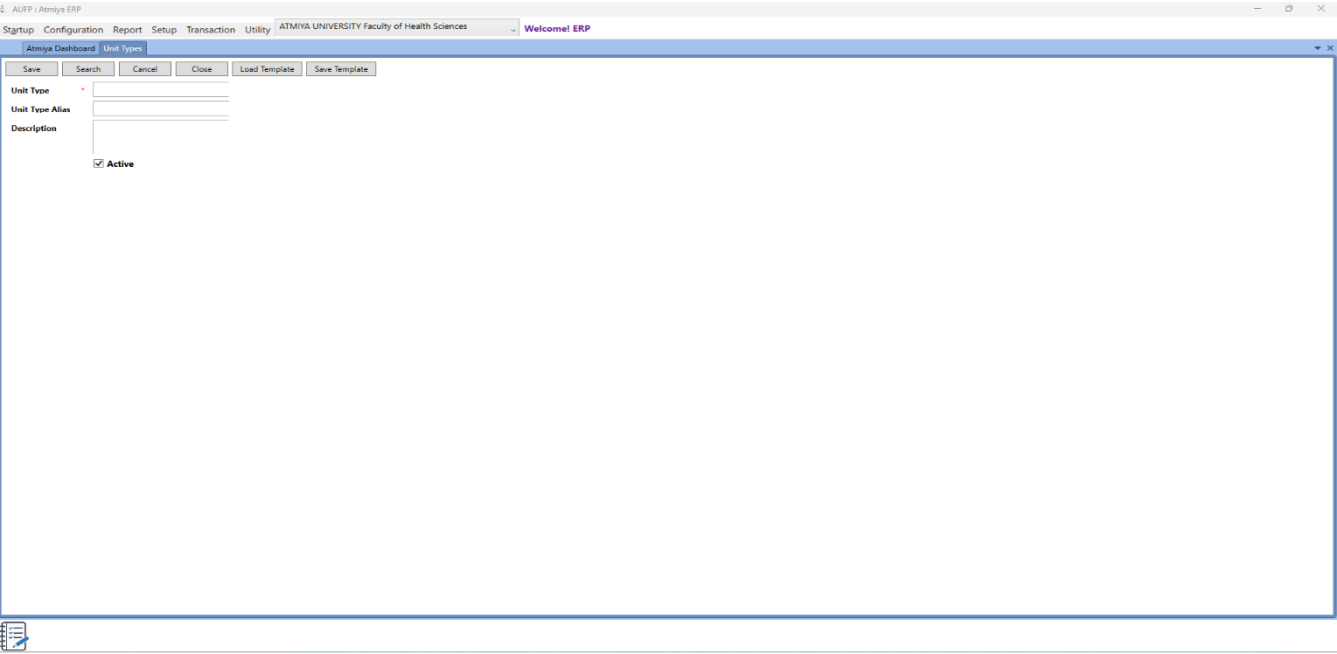 AUFP : Atmiya ERP
Startup Configuration Report Setup Transaction Utility ATMIYA UNIVERSITY Faculty of Health Sciences Welcome! ERP
Atmiya Dashboard Unit Types
Save Search Cancel Close Load Template Save Template
Unit Type *
Unit Type Alias
Description
Active